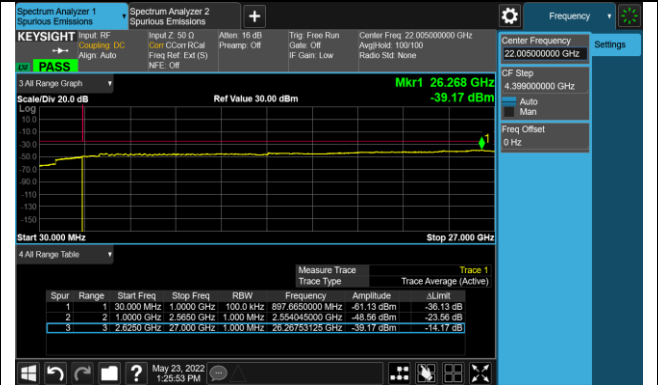 Spectrum Analyzer 1
Spurious Emissions
Spectrum Analyzer 2
Spurious Emissions
Frequency
KEYSIGHT
Input: RF
Coupling: DC
Align: Auto
Input Z: 50 Ω
Corr CCorr RCal
Freq Ref: Ext (S)
NFE: Off
Atten: 16 dB
Preamp: Off
Trig: Free Run
Gate: Off
IF Gain: Low
Center Freq: 22.005000000 GHz
Avg|Hold: 100/100
Radio Std: None
PASS
Center Frequency
22.005000000 GHz
Settings
CF Step
4.399000000 GHz
Auto
Man
Freq Offset
0 Hz
3 All Range Graph
Mkr1 26.268 GHz
Scale/Div 20.0 dB
Ref Value 30.00 dBm
-39.17 dBm
Log
10.0
-10.0
-30.0
-50.0
-70.0
-90.0
-110
-130
-150
1
Start 30.000 MHz
Stop 27.000 GHz
4 All Range Table
Measure Trace Trace 1
Trace Type Trace Average (Active)
Spur Range Start Freq Stop Freq RBW Frequency Amplitude ΔLimit
1 1 30.000 MHz 1.0000 GHz 100.0 kHz 897.6650000 MHz -61.13 dBm -36.13 dB
2 2 1.0000 GHz 2.5650 GHz 1.000 MHz 2.554045000 GHz -48.56 dBm -23.56 dB
3 3 2.6250 GHz 27.000 GHz 1.000 MHz 26.26753125 GHz -39.17 dBm -14.17 dB
May 23, 2022
1:25:53 PM